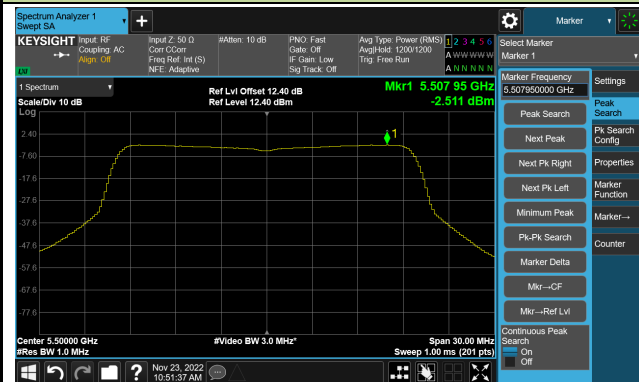 Spectrum Analyzer 1
Swept SA
Marker
KEYSIGHT
Input: RF
Coupling: AC
Align: Off
Input Z: 50 Ω
Corr CCorr
Freq Ref: Int (S)
NFE: Adaptive
#Atten: 10 dB
PNO: Fast
Gate: Off
IF Gain: Low
Sig Track: Off
Avg Type: Power (RMS)
Avg|Hold: 1200/1200
Trig: Free Run
1 2 3 4 5 6
A W W W W W
A N N N N N
Select Marker
Marker 1
1 Spectrum
Scale/Div 10 dB
Log
Ref Lvl Offset 12.40 dB
Ref Level 12.40 dBm
Mkr1 5.507 95 GHz
-2.511 dBm
2.40
-7.60
-17.6
-27.6
-37.6
-47.6
-57.6
-67.6
-77.6
1
Center 5.50000 GHz
#Res BW 1.0 MHz
#Video BW 3.0 MHz*
Span 30.00 MHz
Sweep 1.00 ms (201 pts)
Marker Frequency
5.507950000 GHz
Peak Search
Next Peak
Next Pk Right
Next Pk Left
Minimum Peak
Pk-Pk Search
Marker Delta
Mkr→CF
Mkr→Ref Lvl
Continuous Peak
Search
On
Off
Settings
Peak
Search
Pk Search
Config
Properties
Marker
Function
Marker→
Counter
?
Nov 23, 2022
10:51:37 AM